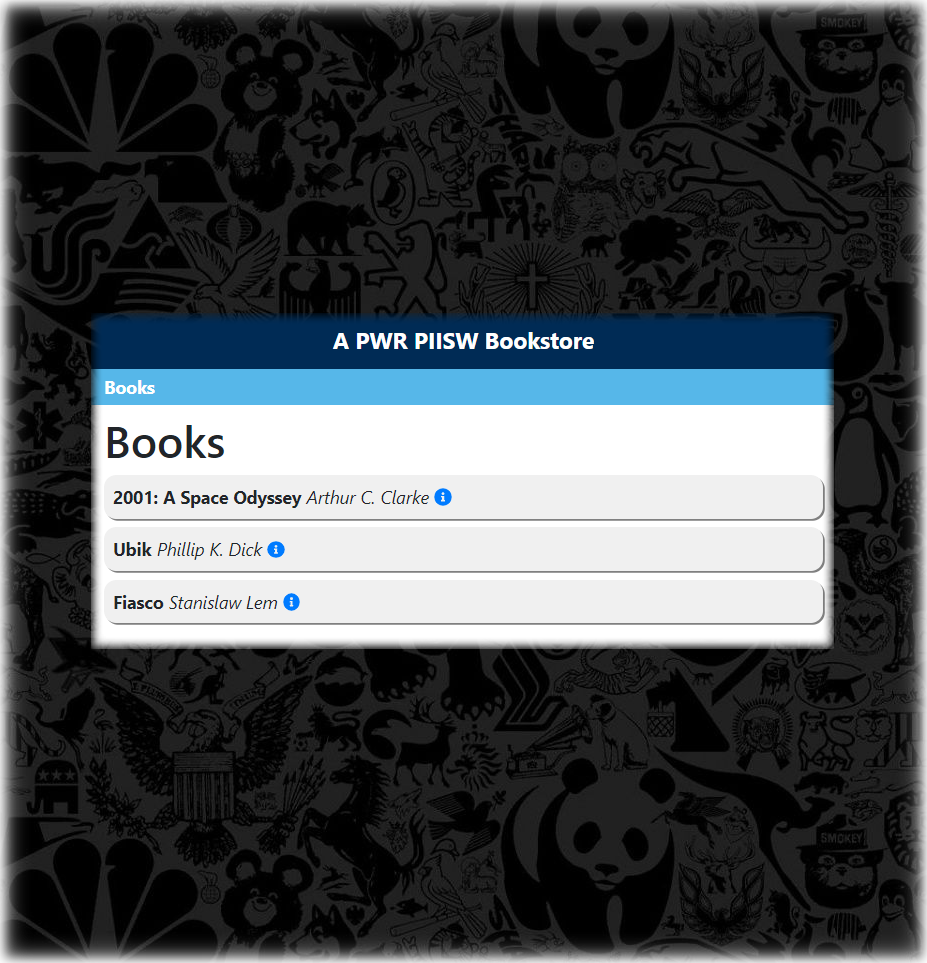 SMOKEY
A PWR PIISW Bookstore
Books
Books
2001: A Space Odyssey Arthur C. Clarke
Ubik Phillip K. Dick
Fiasco Stanislaw Lem
SMOKEY